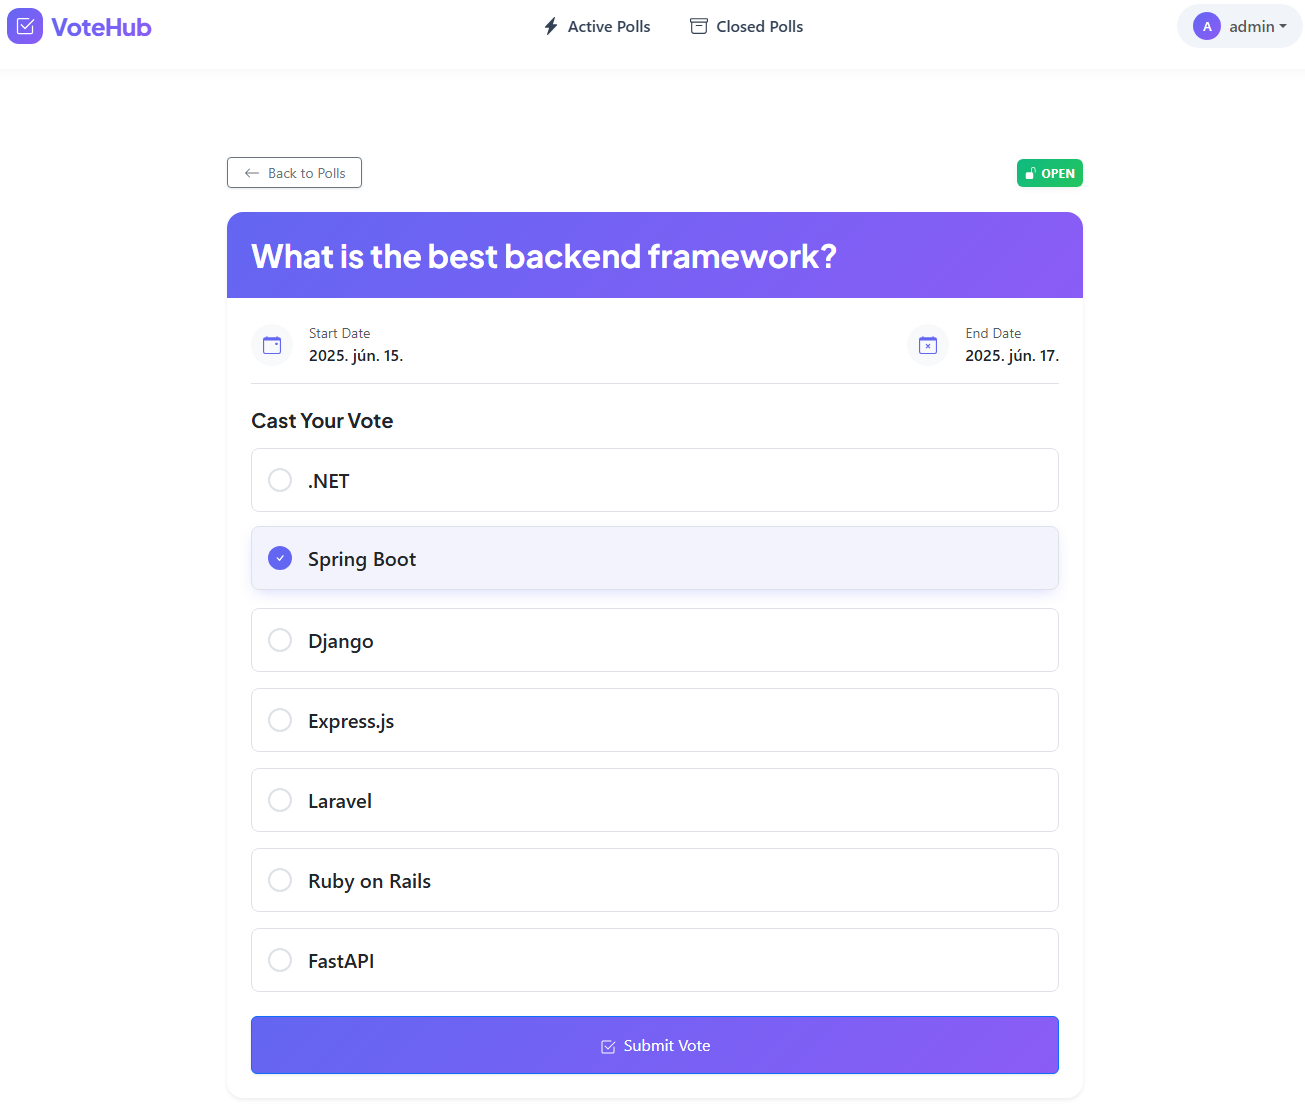 VoteHub
Active Polls
Closed Polls
A
admin
Back to Polls
OPEN
What is the best backend framework?
Start Date
2025. jún. 15.
End Date
2025. jún. 17.
Cast Your Vote
.NET
Spring Boot
Django
Express.js
Laravel
Ruby on Rails
FastAPI
Submit Vote